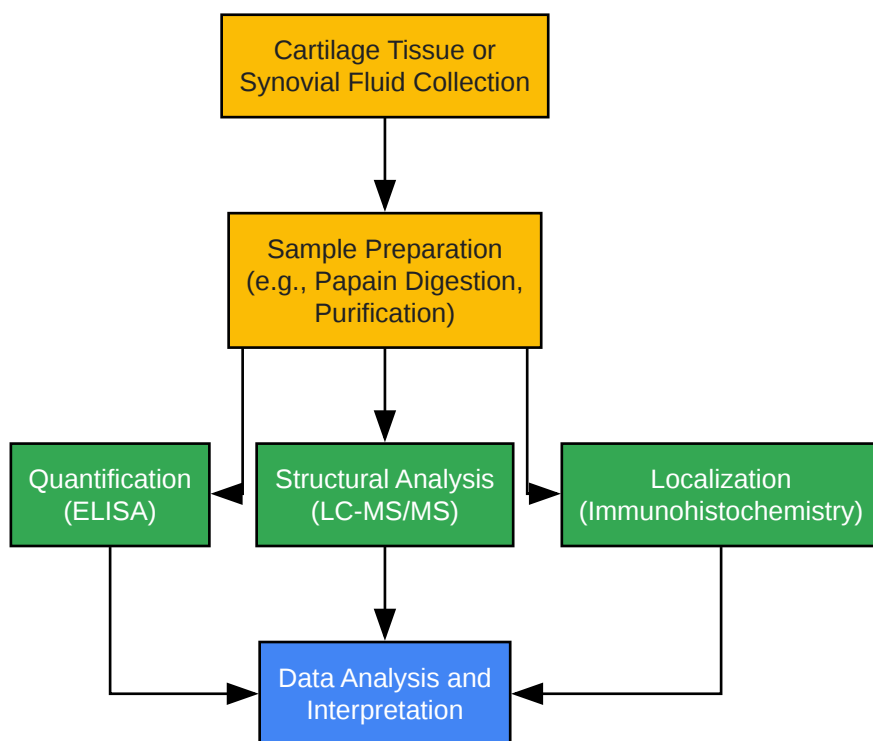 Cartilage Tissue or
Synovial Fluid Collection
Sample Preparation
(e.g., Papain Digestion,
Purification)
Quantification
(ELISA)
Structural Analysis
(LC-MS/MS)
Localization
(Immunohistochemistry)
Data Analysis and
Interpretation